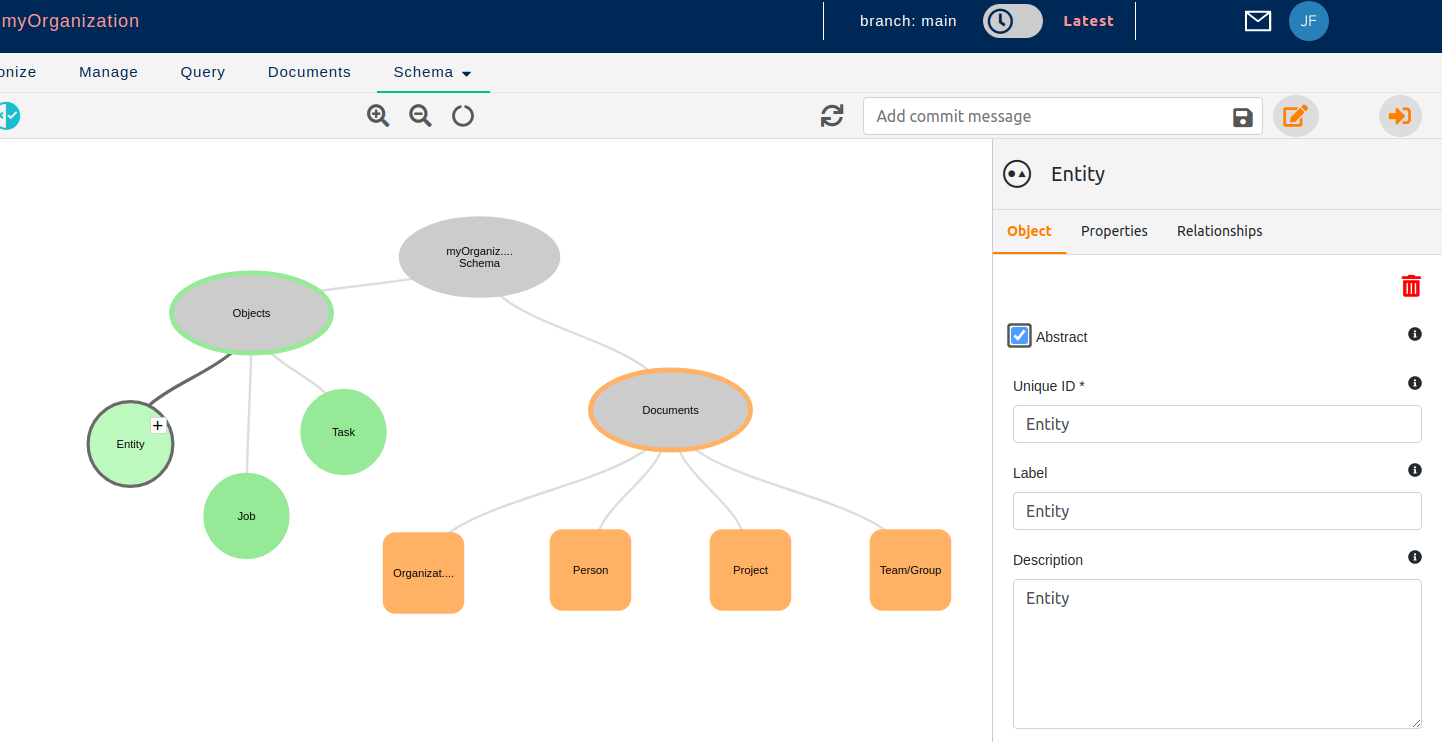 myOrganization
branch: main
Latest
JF
onize
Manage
Query
Documents
Schema
Add commit message
Entity
Object
Properties
Relationships
Abstract
Unique ID *
Entity
Label
Entity
Description
Entity
myOrganiz....
Schema
Objects
Entity
+
Task
Job
Documents
Organizat....
Person
Project
Team/Group